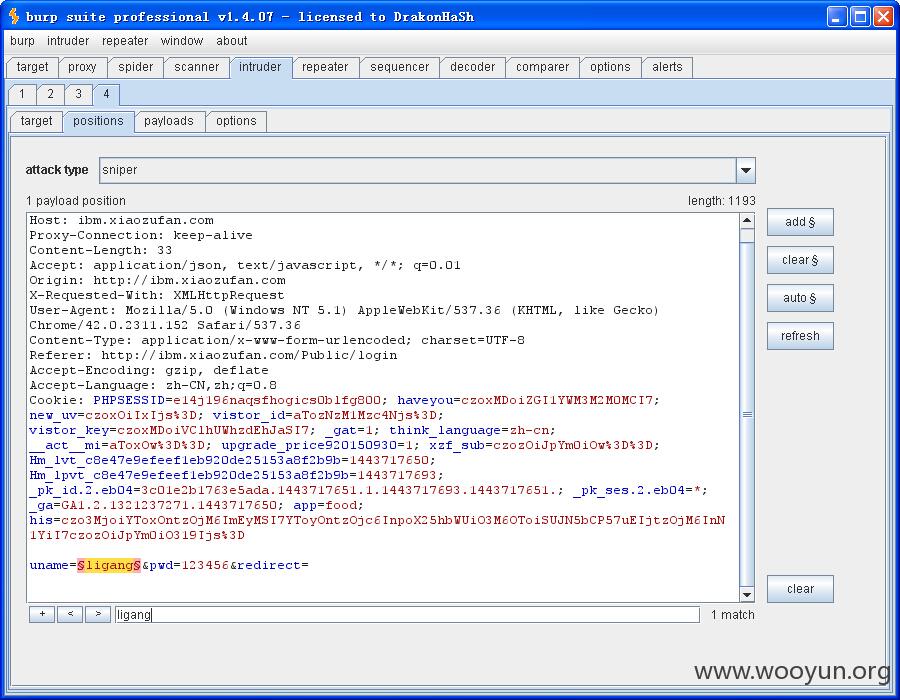 burp suite professional v1.4.07 - licensed to DrakonHaSh
burp intruder repeater window about
target proxy spider scanner intruder repeater sequencer decoder comparer options alerts
1 2 3 4
target positions payloads options
attack type sniper
1 payload position length: 1193
Host: ibm.xiaozufan.com
Proxy-Connection: keep-alive
Content-Length: 33
Accept: application/json, text/javascript, */*; q=0.01
Origin: http://ibm.xiaozufan.com
X-Requested-With: XMLHttpRequest
User-Agent: Mozilla/5.0 (Windows NT 5.1) AppleWebKit/537.36 (KHTML, like Gecko)
Chrome/42.0.2311.152 Safari/537.36
Content-Type: application/x-www-form-urlencoded; charset=UTF-8
Referer: http://ibm.xiaozufan.com/Public/login
Accept-Encoding: gzip, deflate
Accept-Language: zh-CN,zh;q=0.8
Cookie: PHPSESSID=e14j196naqsfhogics0b1fg800; haveyou=czoxMDoiZGI1YWM3M2M0MCI7;
new_uv=czoxOiIxIjs%3D; vistor_id=aTozNzM1Mzc4Njs%3D;
vistor_key=czoxMDoiVC1hUWhzdEhJaSI7; _gat=1; think_language=zh-cn;
__act__mi=aToxOw%3D%3D; upgrade_price920150930=1; xzf_sub=czozOiJpYm0iOw%3D%3D;
Hm_lvt_c8e47e9efeef1eb920de25153a8f2b9b=1443717650;
Hm_lpvt_c8e47e9efeef1eb920de25153a8f2b9b=1443717693;
_pk_id.2.eb04=3c01e2b1763e5ada.1443717651.1.1443717693.1443717651.; _pk_ses.2.eb04=*;
_ga=GA1.2.1321237271.1443717650; app=food;
his=czo3MjoiYToxOntzOjM6ImEyMSI7YToyOntzOjc6InpoX25hbWUiO3M6OToiSUJN5bCP57uEIjtzOjM6InN
1YiI7czozOiJpYm0iO319Ijs%3D
uname=§ligang§&pwd=123456&redirect=
+ < > ligang 1 match
add §
clear §
auto §
refresh
clear
www.wooyun.org